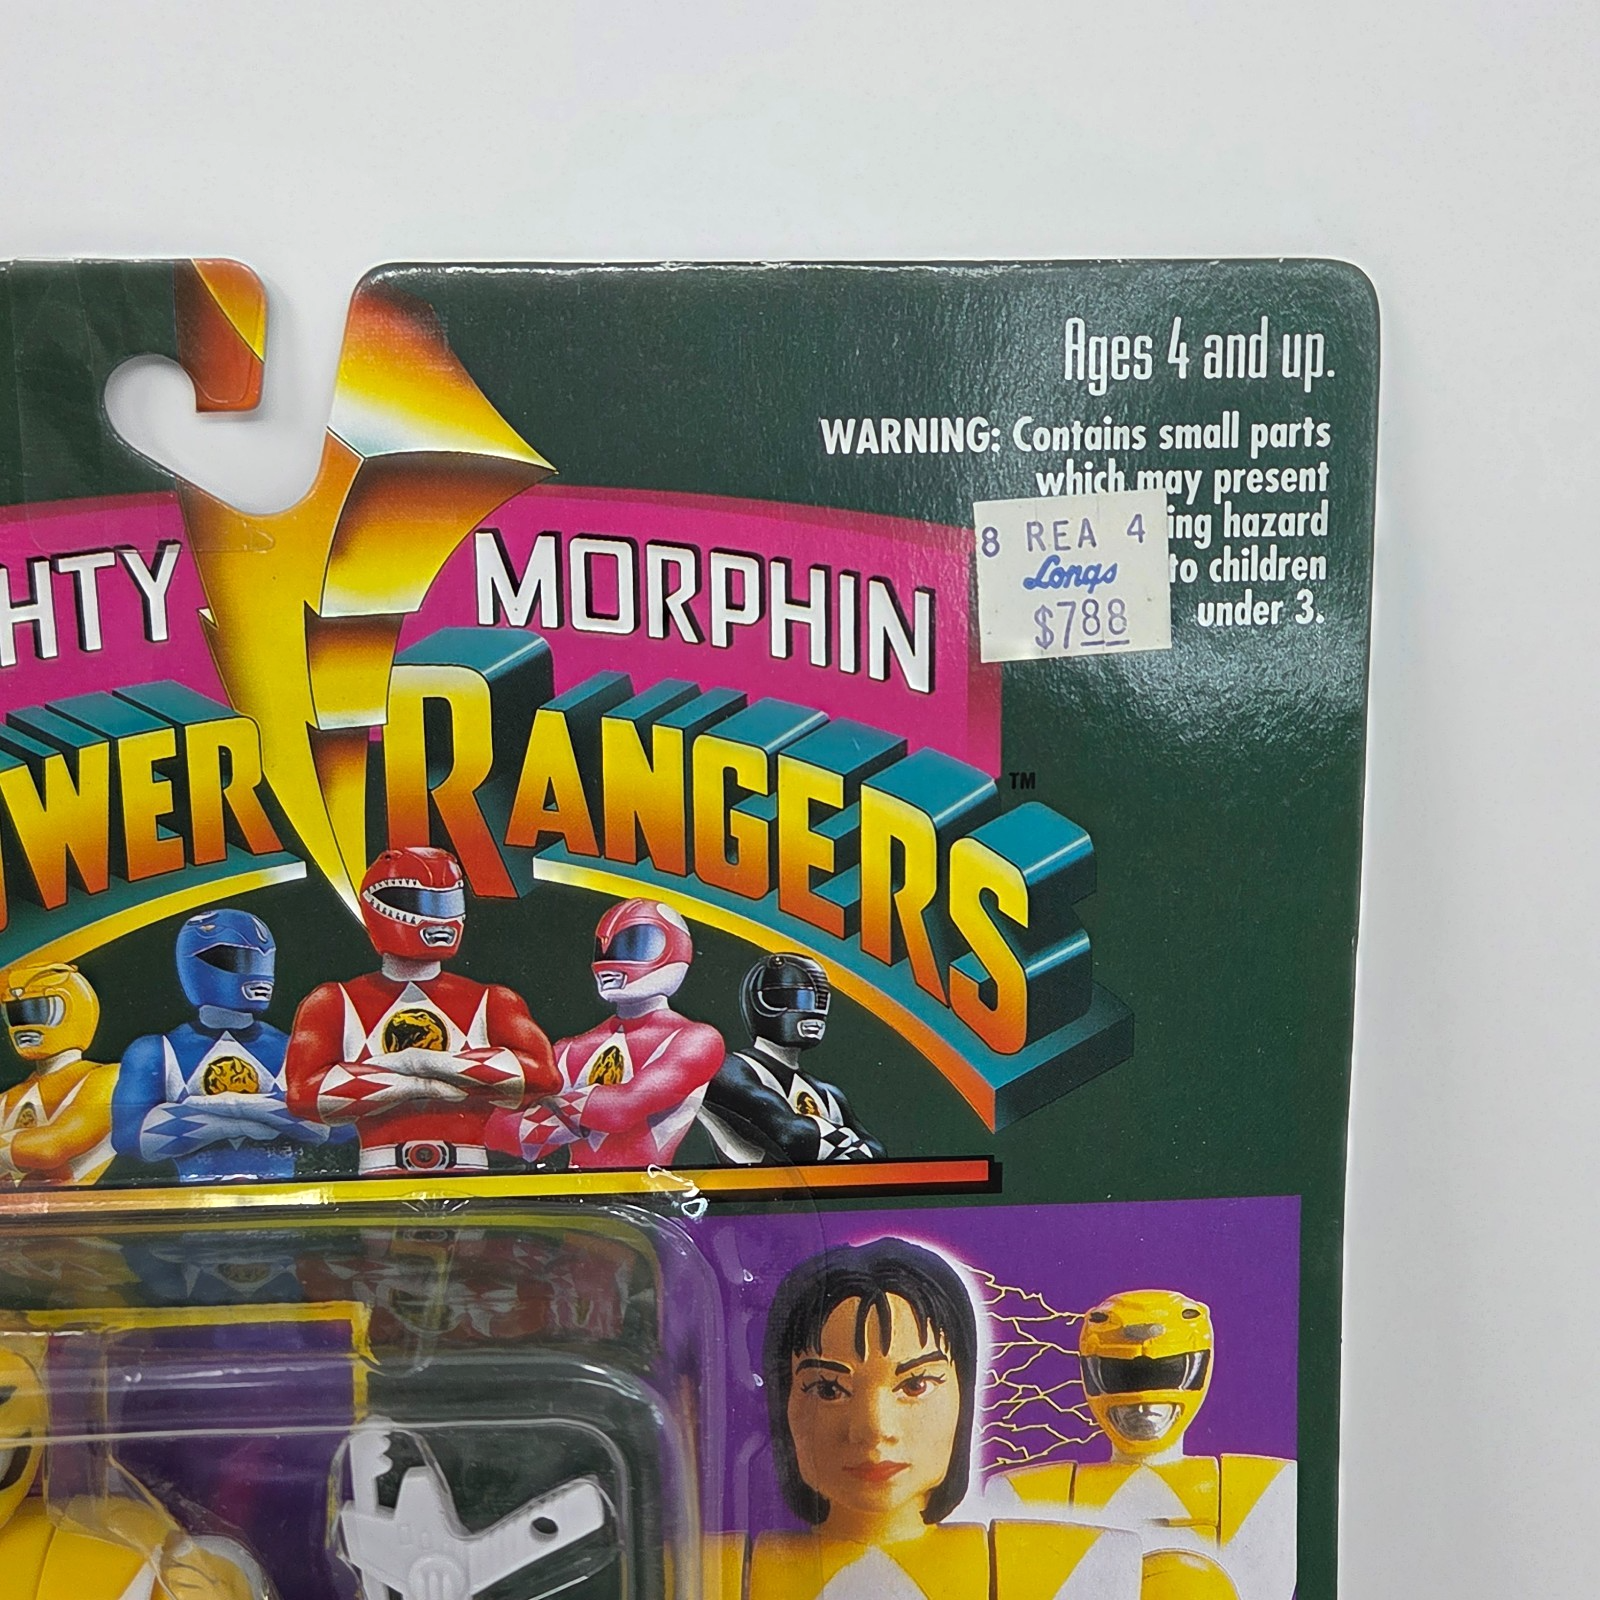 Ages 4 and up.
WARNING: Contains small parts
which may present
ing hazard
to children
under 3.
8 REA 4
Longs
$7.88
HTY MORPHIN
WER RANGERS
TM